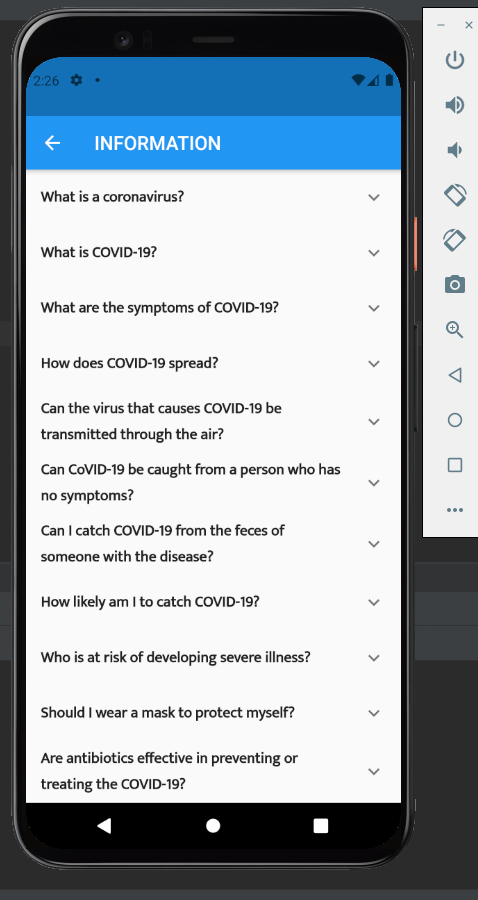 2:26
INFORMATION
What is a coronavirus?
What is COVID-19?
What are the symptoms of COVID-19?
How does COVID-19 spread?
Can the virus that causes COVID-19 be
transmitted through the air?
Can CoVID-19 be caught from a person who has
no symptoms?
Can I catch COVID-19 from the feces of
someone with the disease?
How likely am I to catch COVID-19?
Who is at risk of developing severe illness?
Should I wear a mask to protect myself?
Are antibiotics effective in preventing or
treating the COVID-19?